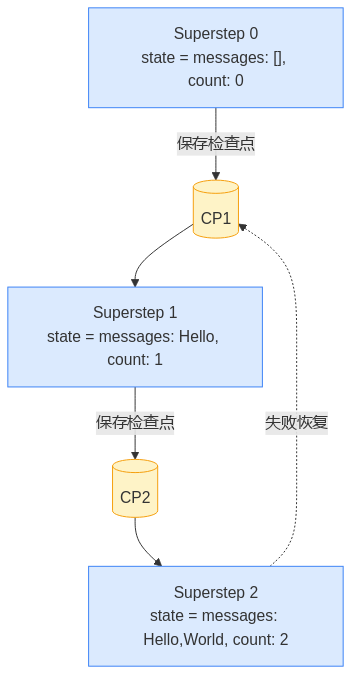 Superstep 0
state = messages: [],
count: 0
保存检查点
CP1
Superstep 1
state = messages: Hello,
count: 1
保存检查点
失败恢复
CP2
Superstep 2
state = messages:
Hello,World, count: 2